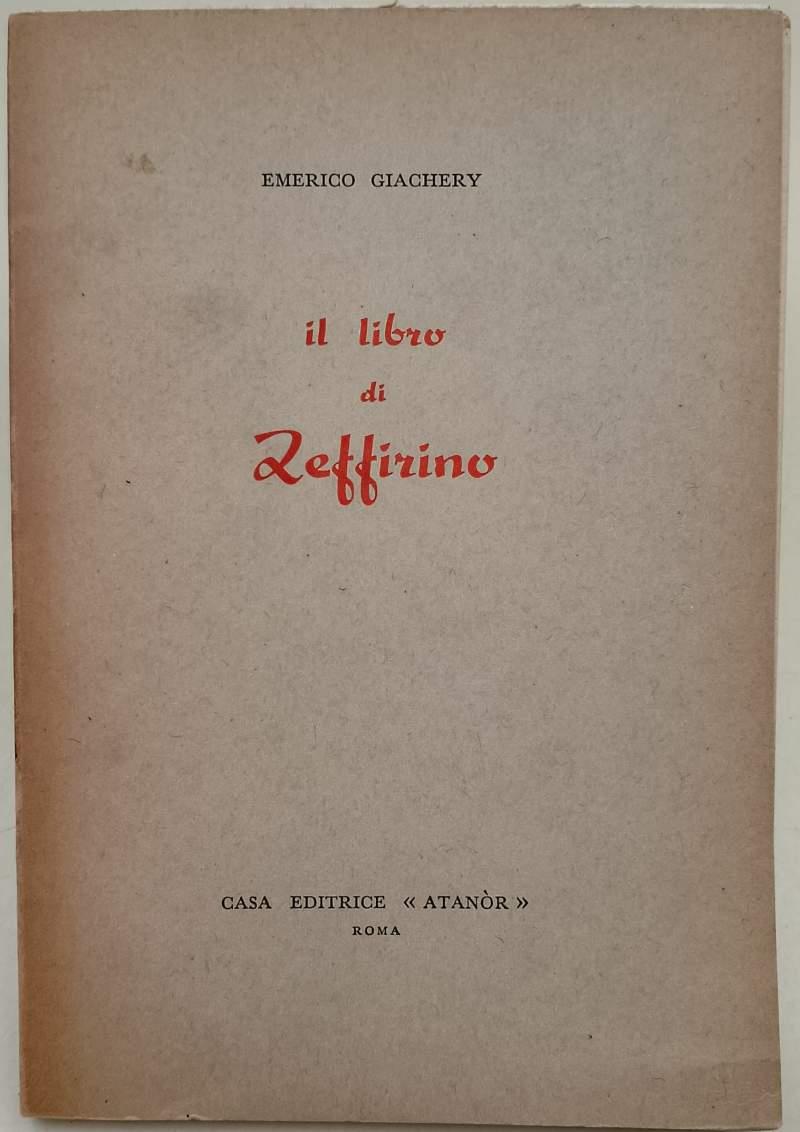 EMERICO GIACHERY
il libro
di
Zeffirino
CASA EDITRICE « ATANÒR »
ROMA